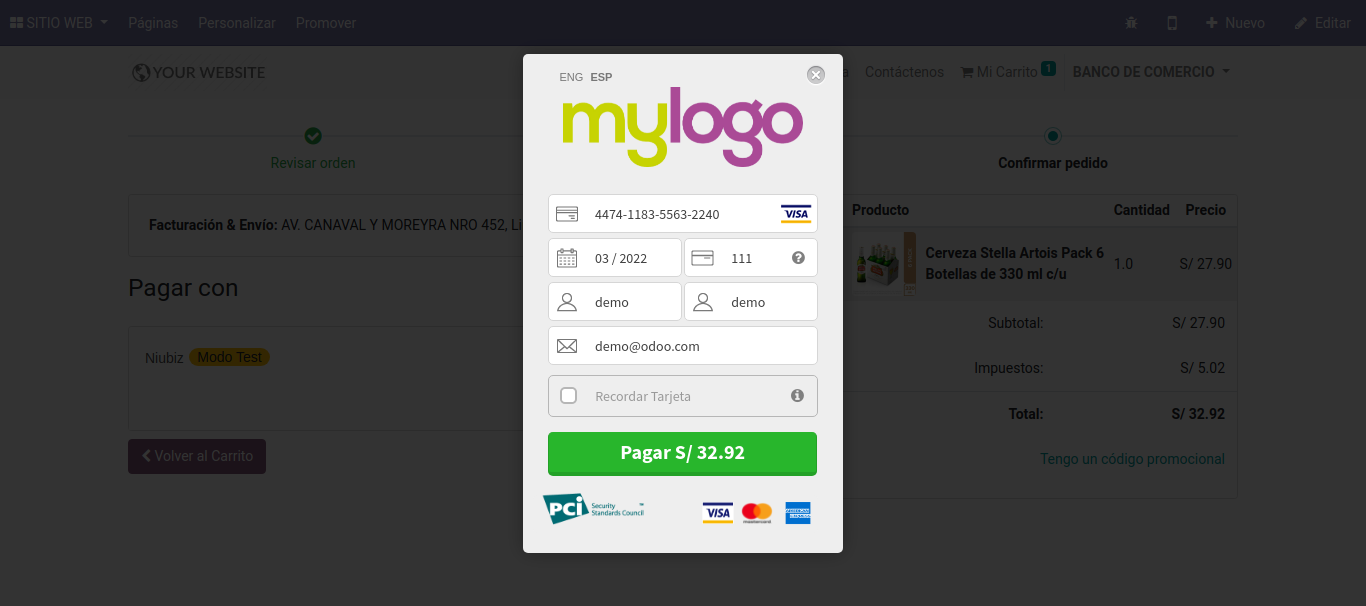 SITIO WEB Páginas Personalizar Promover Nuevo Editar
YOUR WEBSITE
Contáctenos Mi Carrito 1 BANCO DE COMERCIO
Revisar orden
Confirmar pedido
Facturación & Envío: AV. CANAVAL Y MOREYRA NRO 452,
Pagar con
Niubiz Modo Test
Volver al Carrito
ENG ESP
mylogo
4474-1183-5563-2240 VISA
03 / 2022 111
demo demo
demo@odoo.com
Recordar Tarjeta
Pagar S/ 32.92
PCI Security
Standards Council
VISA mastercard
Producto Cantidad Precio
Cerveza Stella Artois Pack 6
Botellas de 330 ml c/u
1.0 S/ 27.90
Subtotal: S/ 27.90
Impuestos: S/ 5.02
Total: S/ 32.92
Tengo un código promocional